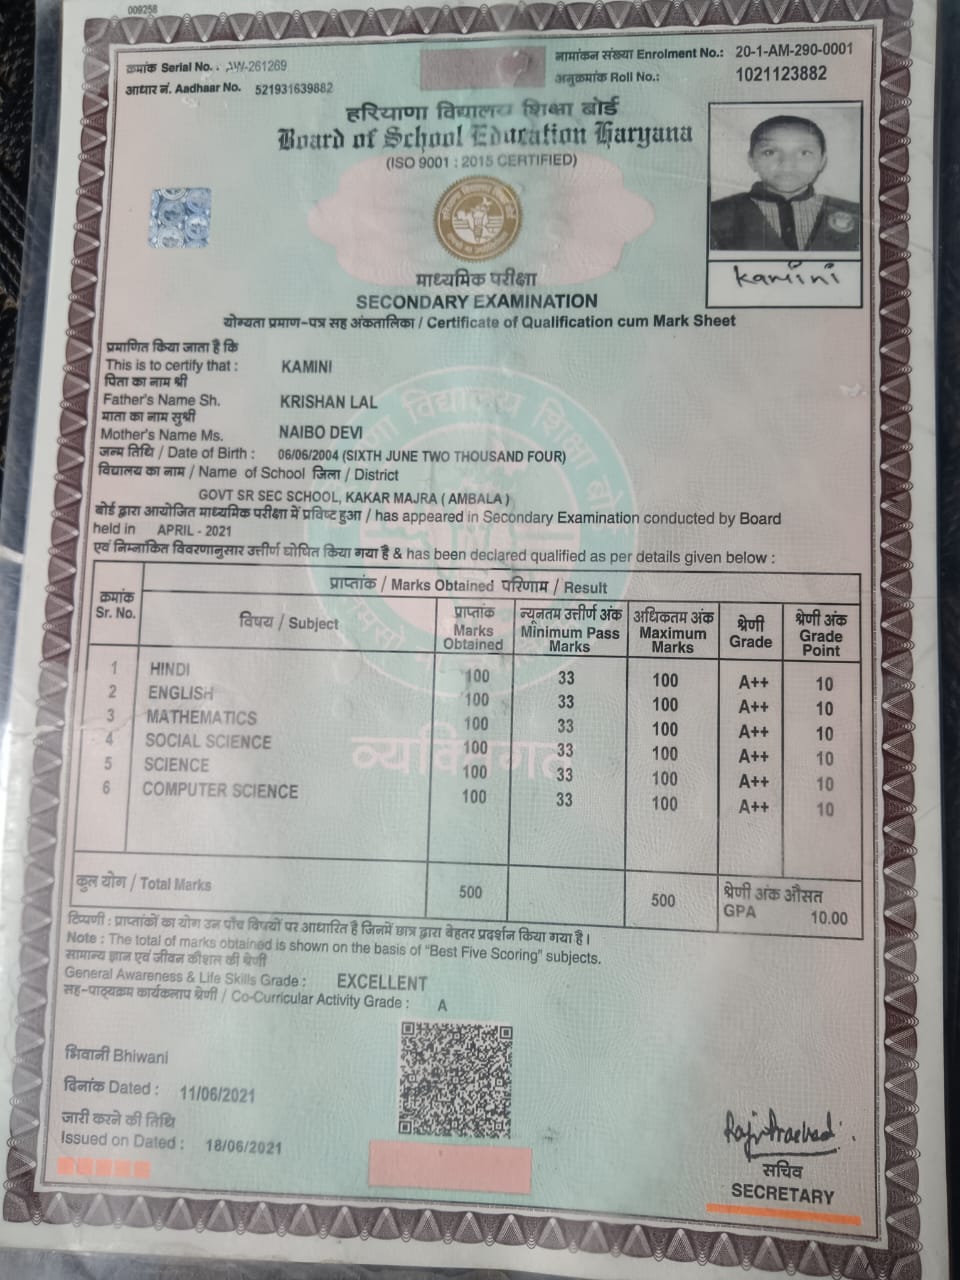 009258
क्रमांक Serial No. . AW-261269
आधार नं. Aadhaar No. 521931639882
नामांकन संख्या Enrolment No.: 20-1-AM-290-0001
अनुक्रमांक Roll No.: 1021123882
हरियाणा विद्यालय शिक्षा बोर्ड
Board of School Education Haryana
(ISO 9001 : 2015 CERTIFIED)
kamini
माध्यमिक परीक्षा
SECONDARY EXAMINATION
योग्यता प्रमाण-पत्र सह अंकतालिका / Certificate of Qualification cum Mark Sheet
प्रमाणित किया जाता है कि
This is to certify that : KAMINI
पिता का नाम श्री
Father's Name Sh. KRISHAN LAL
माता का नाम सुश्री
Mother's Name Ms. NAIBO DEVI
जन्म तिथि / Date of Birth : 06/06/2004 (SIXTH JUNE TWO THOUSAND FOUR)
विद्यालय का नाम / Name of School जिला / District
GOVT SR SEC SCHOOL, KAKAR MAJRA ( AMBALA )
बोर्ड द्वारा आयोजित माध्यमिक परीक्षा में प्रविष्ट हुआ / has appeared in Secondary Examination conducted by Board
held in APRIL - 2021
एवं निम्नांकित विवरणानुसार उत्तीर्ण घोषित किया गया है & has been declared qualified as per details given below :
प्राप्तांक / Marks Obtained परिणाम / Result
क्रमांक Sr. No. विषय / Subject प्राप्तांक Marks Obtained न्यूनतम उत्तीर्ण अंक Minimum Pass Marks अधिकतम अंक Maximum Marks श्रेणी Grade श्रेणी अंक Grade Point
1 HINDI 100 33 100 A++ 10
2 ENGLISH 100 33 100 A++ 10
3 MATHEMATICS 100 33 100 A++ 10
4 SOCIAL SCIENCE 100 33 100 A++ 10
5 SCIENCE 100 33 100 A++ 10
6 COMPUTER SCIENCE 100 33 100 A++ 10
व्यक्तिगत
कुल योग / Total Marks 500 500 श्रेणी अंक औसत
GPA 10.00
टिप्पणी : प्राप्तांकों का योग उन पाँच विषयों पर आधारित है जिनमें छात्र द्वारा बेहतर प्रदर्शन किया गया है।
Note : The total of marks obtained is shown on the basis of "Best Five Scoring" subjects.
सामान्य ज्ञान एवं जीवन कौशल की श्रेणी
General Awareness & Life Skills Grade : EXCELLENT
सह-पाठ्यक्रम कार्यकलाप श्रेणी / Co-Curricular Activity Grade : A
भिवानी Bhiwani
दिनांक Dated : 11/06/2021
जारी करने की तिथि
Issued on Dated : 18/06/2021
सचिव
SECRETARY